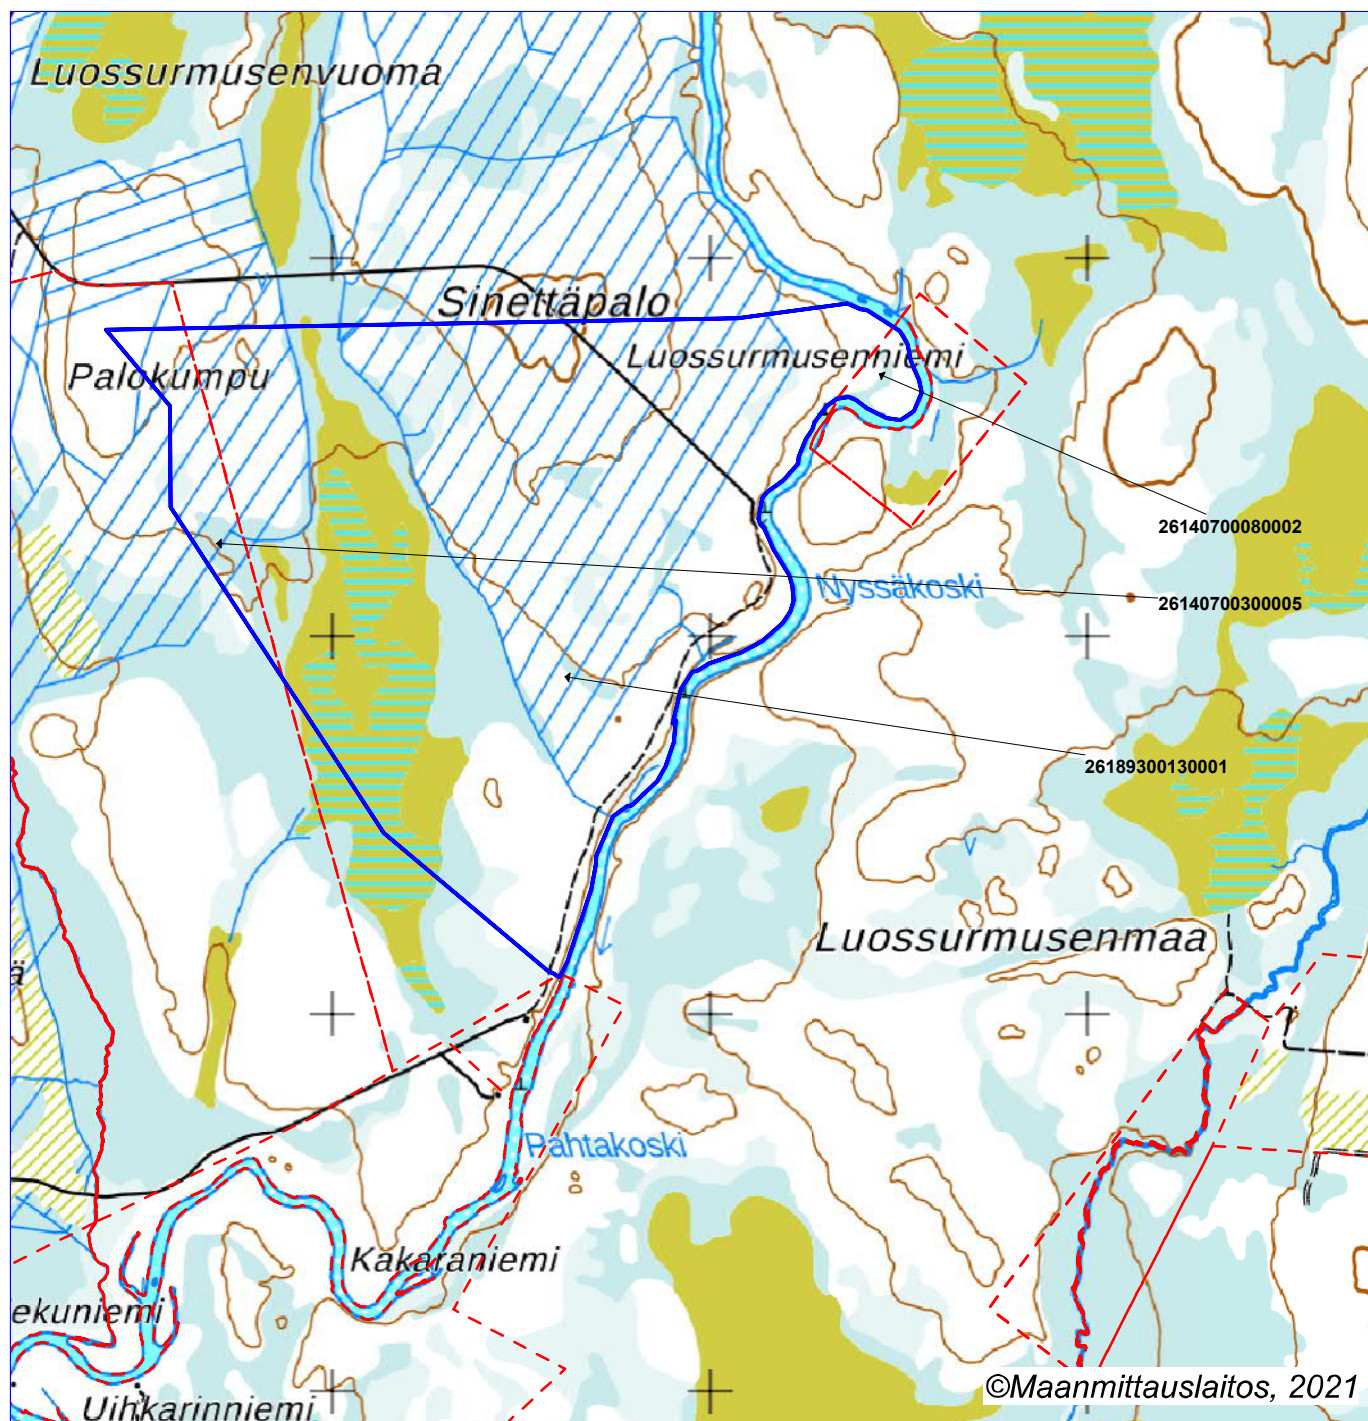 Luossurmusenvuoma
Sinettäpalo
Luossurmusenniemi
Palokumpu
26140700080002
Nyssäkoski
26140700300005
26189300130001
Luossurmusenmaa
ä
Pahtakoski
Kakaraniemi
ekuniemi
Uihkarinniemi
©Maanmittauslaitos, 2021